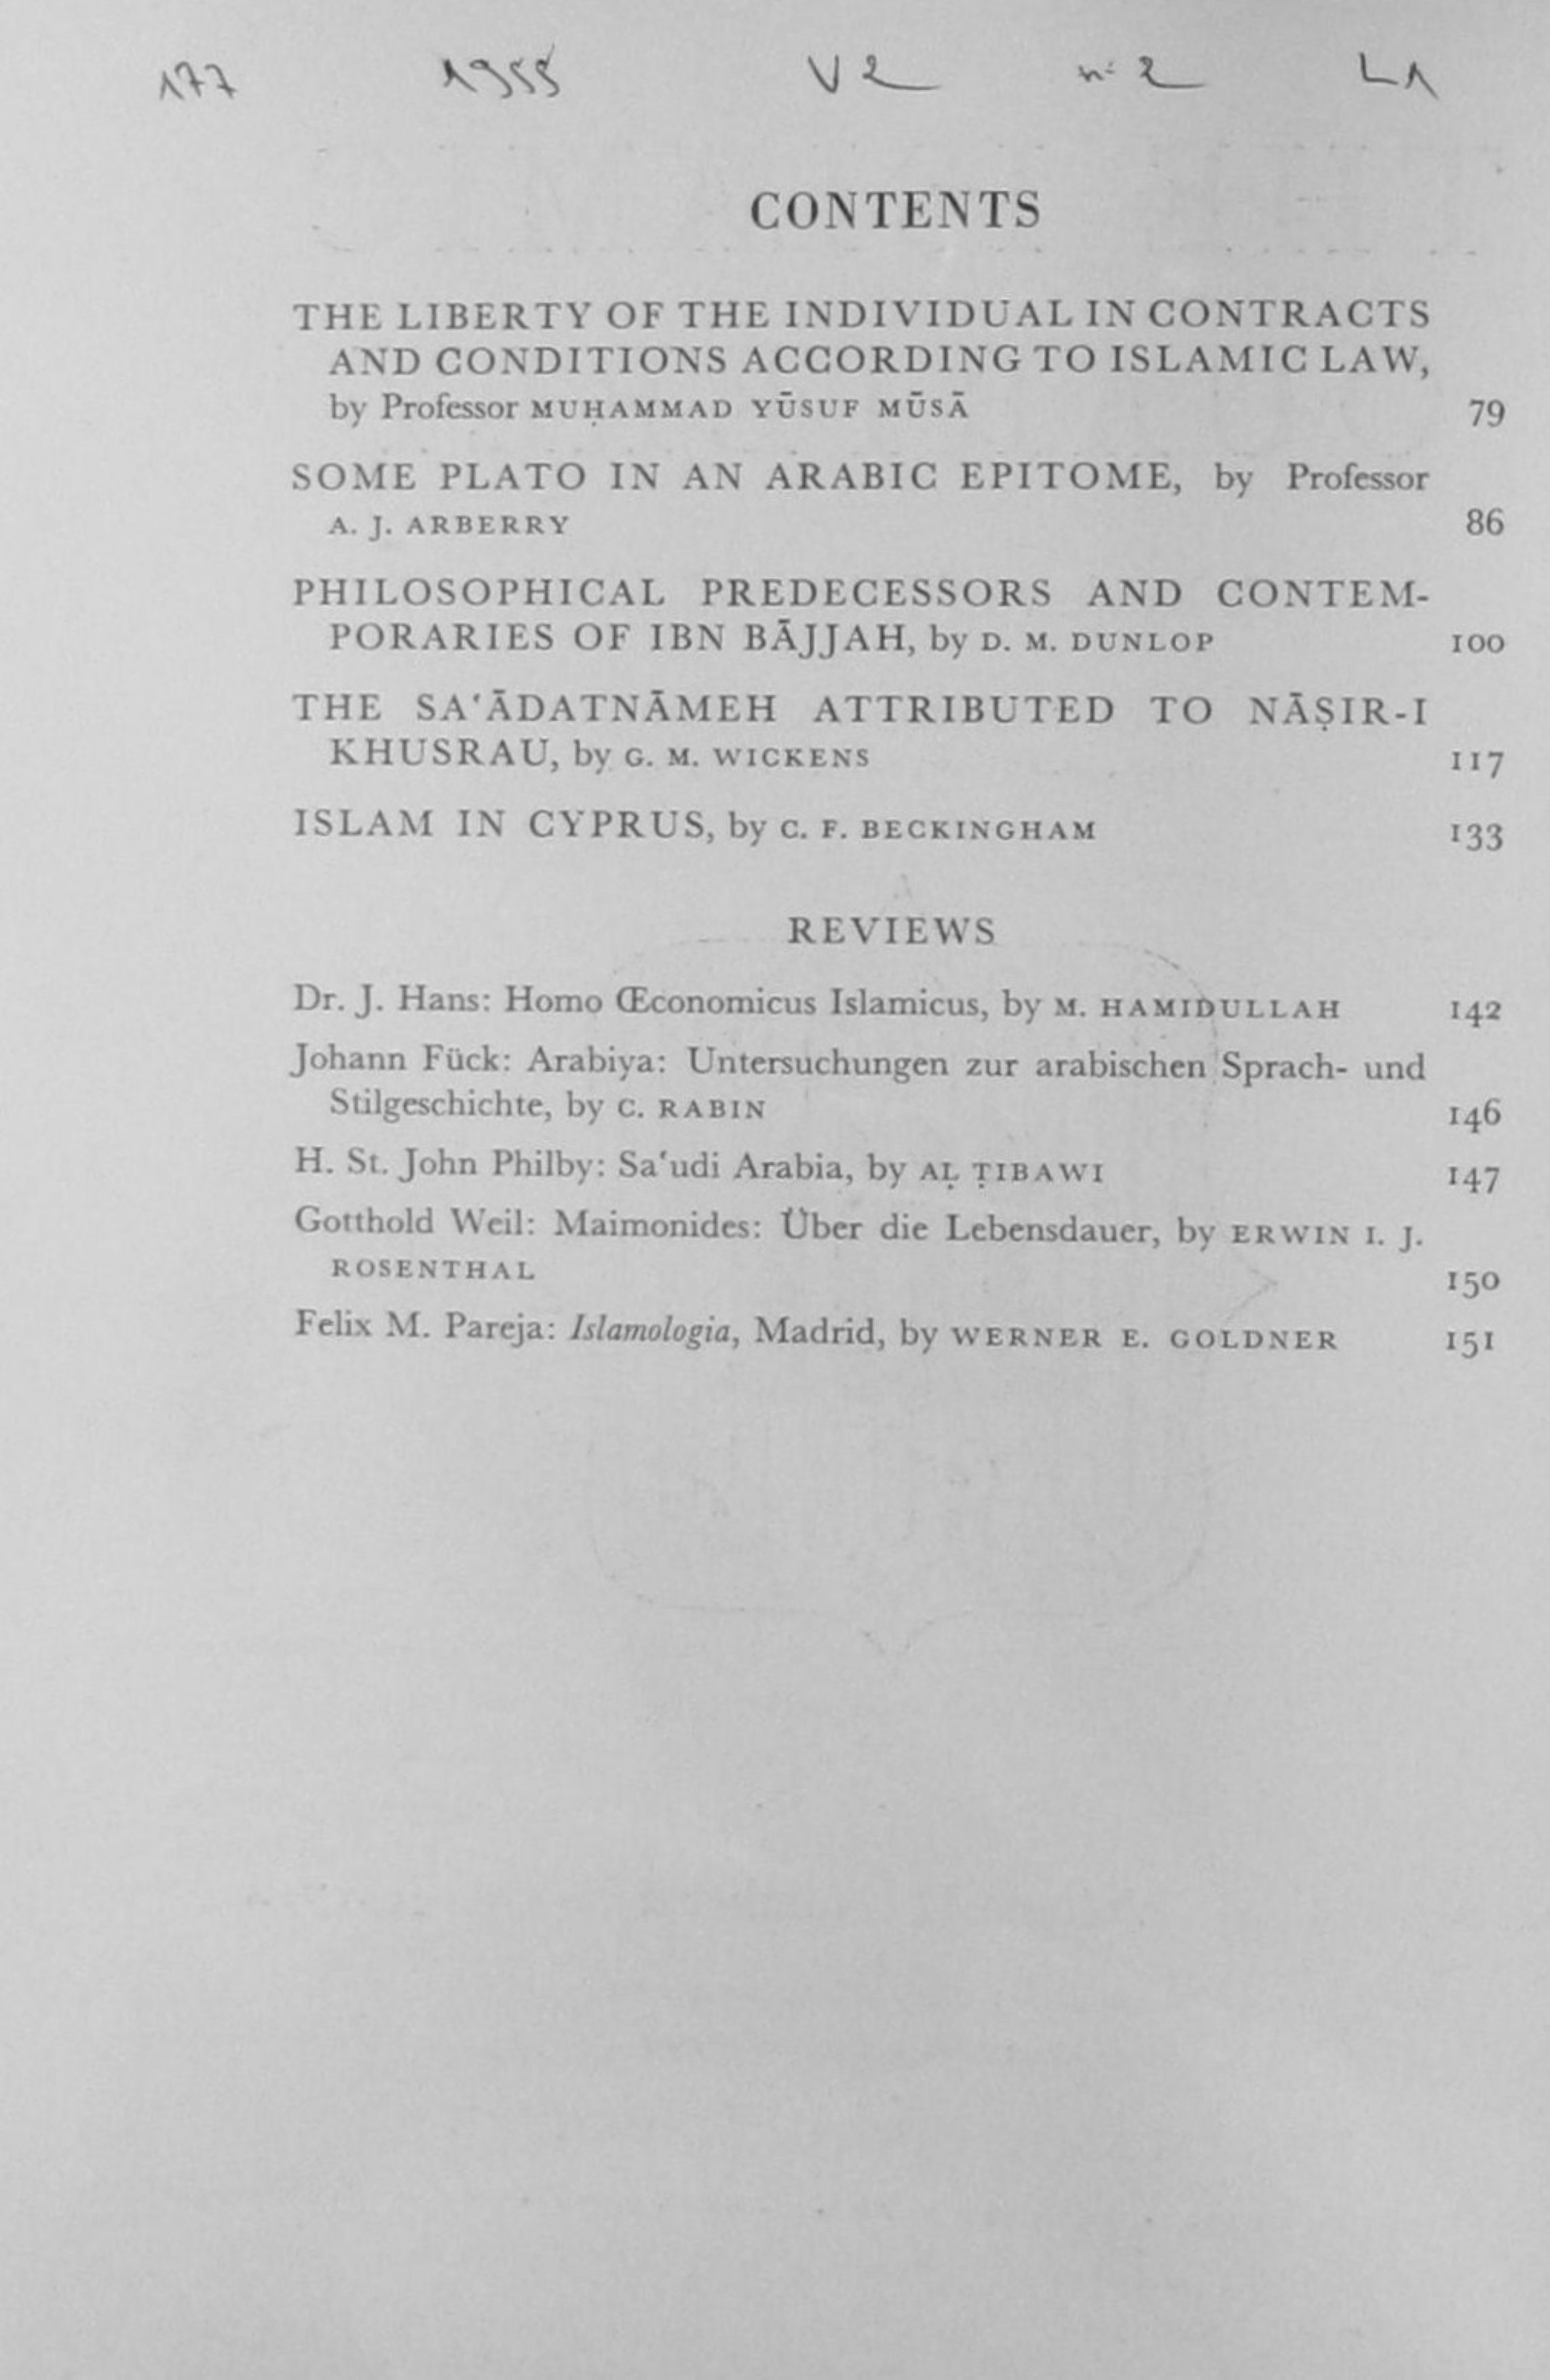 177 1955 V2 n° 2 L1
CONTENTS
THE LIBERTY OF THE INDIVIDUAL IN CONTRACTS
AND CONDITIONS ACCORDING TO ISLAMIC LAW,
by Professor MUḤAMMAD YŪSUF MŪSĀ 79
SOME PLATO IN AN ARABIC EPITOME, by Professor
A. J. ARBERRY 86
PHILOSOPHICAL PREDECESSORS AND CONTEM-
PORARIES OF IBN BĀJJAH, by D. M. DUNLOP 100
THE SA‘ĀDATNĀMEH ATTRIBUTED TO NĀṢIR-I
KHUSRAU, by G. M. WICKENS 117
ISLAM IN CYPRUS, by C. F. BECKINGHAM 133
REVIEWS
Dr. J. Hans: Homo Œconomicus Islamicus, by M. HAMIDULLAH 142
Johann Fück: Arabiya: Untersuchungen zur arabischen Sprach- und
Stilgeschichte, by C. RABIN 146
H. St. John Philby: Sa‘udi Arabia, by AḶ ṬIBAWI 147
Gotthold Weil: Maimonides: Über die Lebensdauer, by ERWIN I. J.
ROSENTHAL 150
Felix M. Pareja: Islamologia, Madrid, by WERNER E. GOLDNER 151